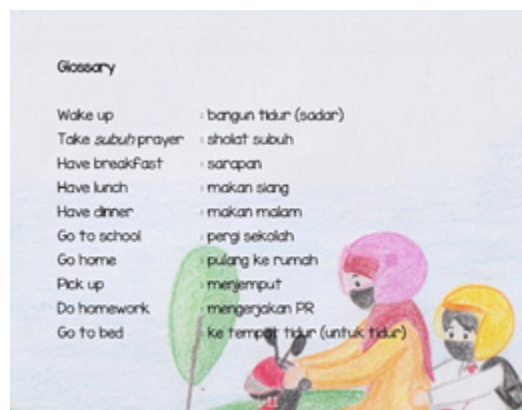 Glossary
Wake up : bangun tidur (sadar)
Take subuh prayer : sholat subuh
Have breakfast : sarapan
Have lunch : makan siang
Have dinner : makan malam
Go to school : pergi sekolah
Go home : pulang ke rumah
Pick up : menjemput
Do homework : mengerjakan PR
Go to bed : ke tempat tidur (untuk tidur)